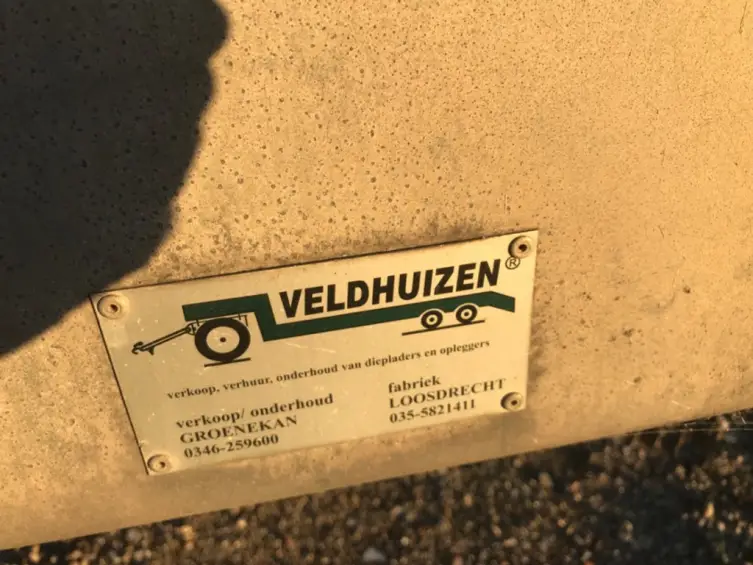 VELDHUIZEN®
verkoop, verhuur, onderhoud van diepladers en opleggers
verkoop/ onderhoud
GROENEKAN
0346-259600
fabriek
LOOSDRECHT
035-5821411